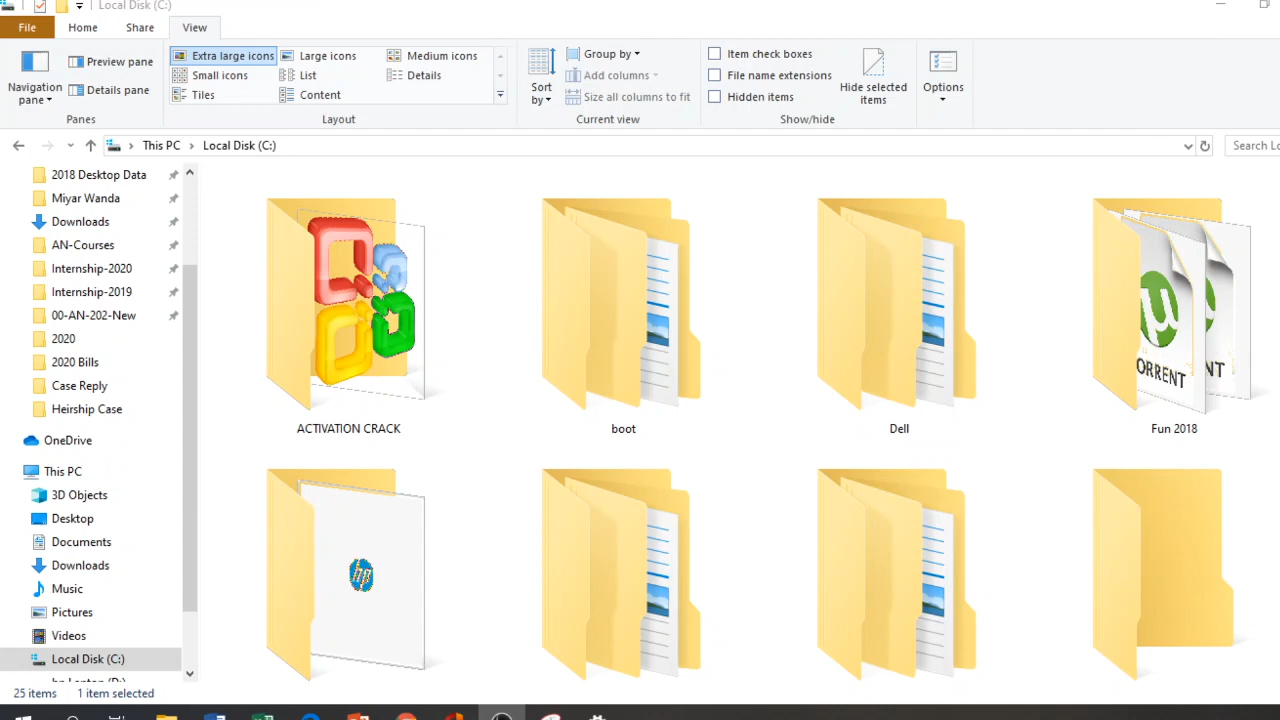 Local Disk (C:)
File Home Share View
Navigation pane
Preview pane
Details pane
Panes
Extra large icons Large icons Medium icons
Small icons List Details
Tiles Content
Layout
Sort by
Group by
Add columns
Size all columns to fit
Current view
Item check boxes
File name extensions
Hidden items
Hide selected items
Show/hide
Options
This PC Local Disk (C:)
Search
2018 Desktop Data
Miyar Wanda
Downloads
AN-Courses
Internship-2020
Internship-2019
00-AN-202-New
2020
2020 Bills
Case Reply
Heirship Case
OneDrive
This PC
3D Objects
Desktop
Documents
Downloads
Music
Pictures
Videos
Local Disk (C:)
ACTIVATION CRACK boot Dell Fun 2018
hp
25 items 1 item selected